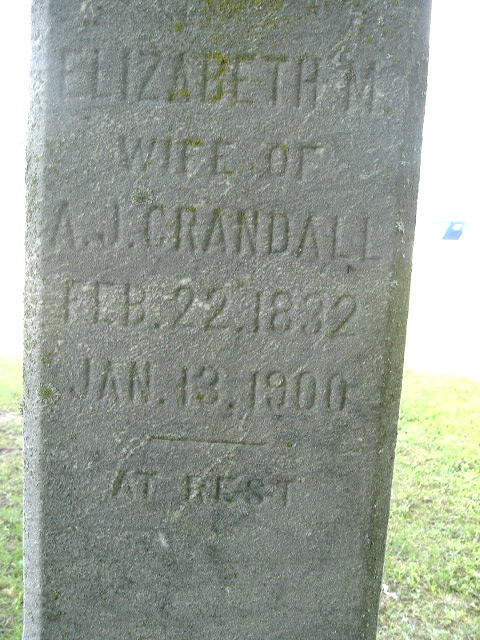 ELIZABETH M.
WIFE OF
A.J. CRANDALL
FEB. 22, 1832
JAN. 13. 1900
AT REST